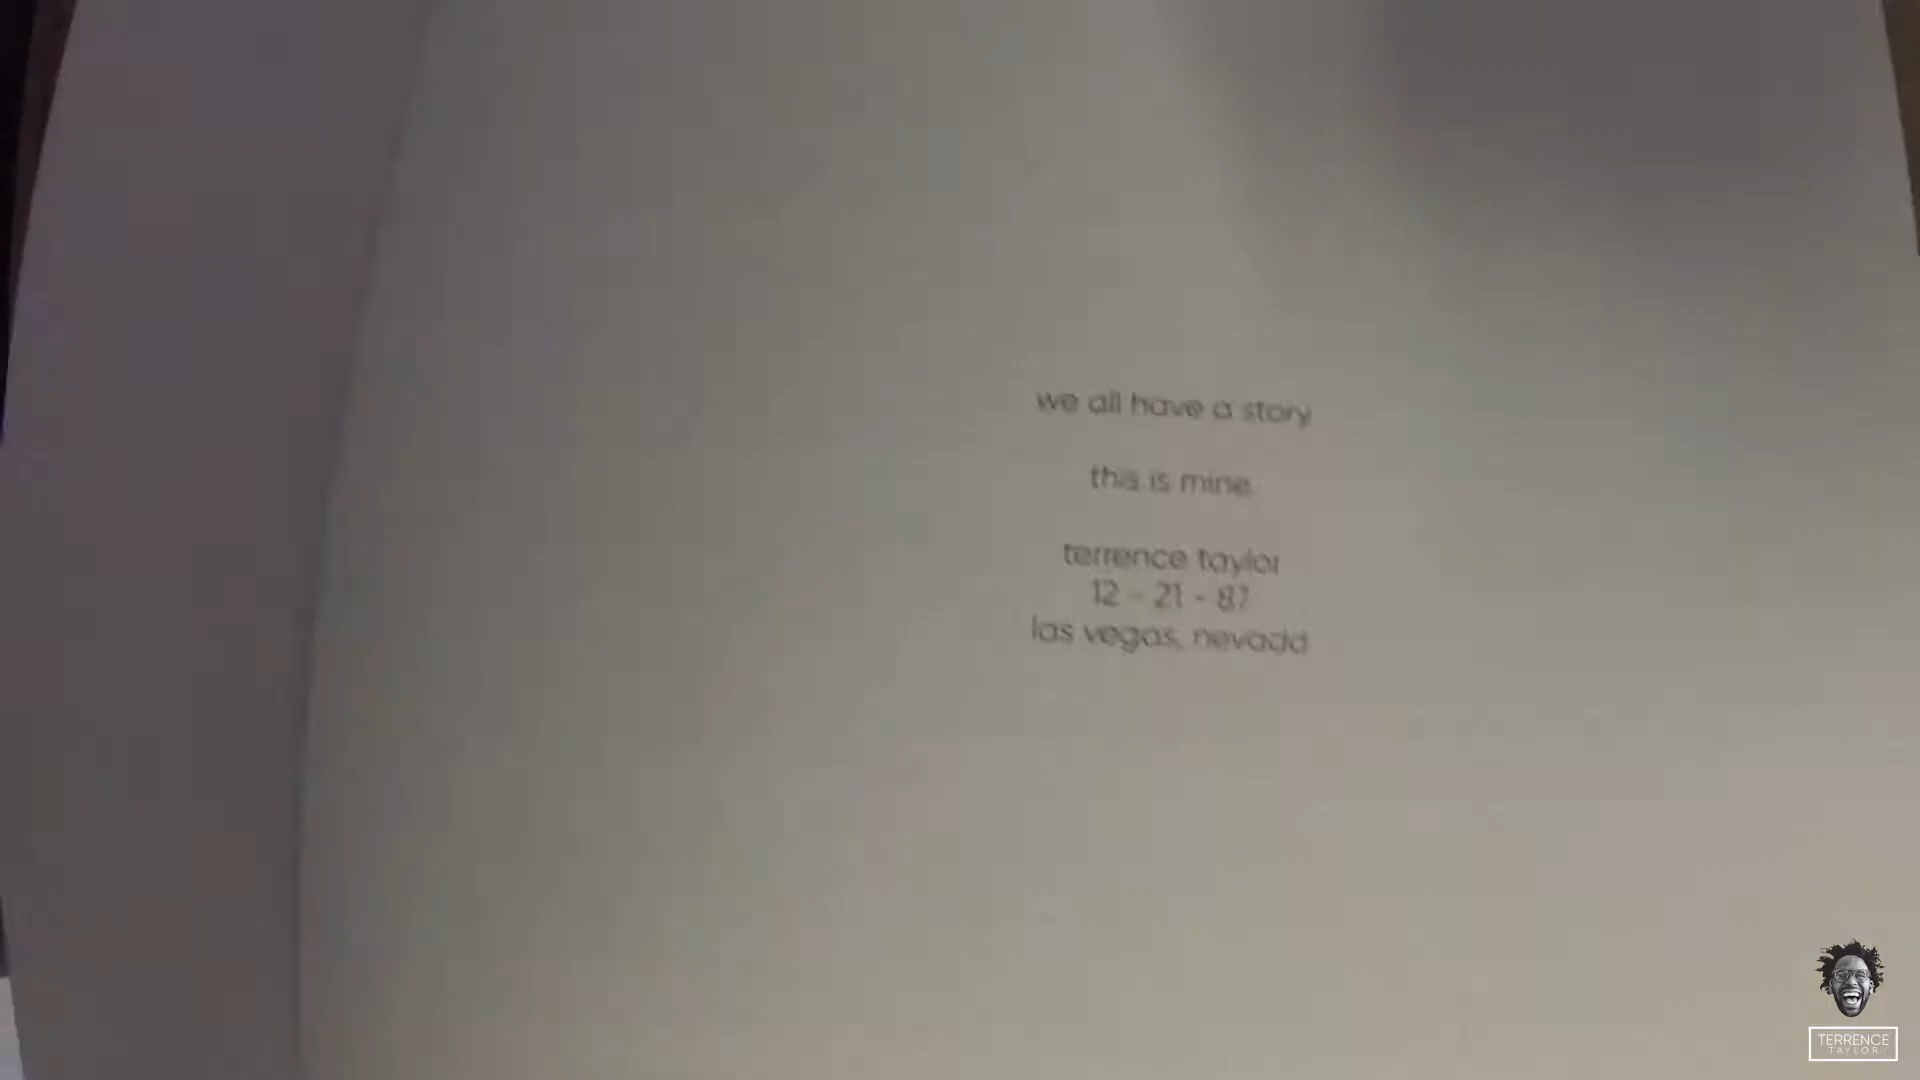 we all have a story
this is mine.
terrence taylor
12 - 21 - 87
las vegas, nevada
TERRENCE
TAYLOR